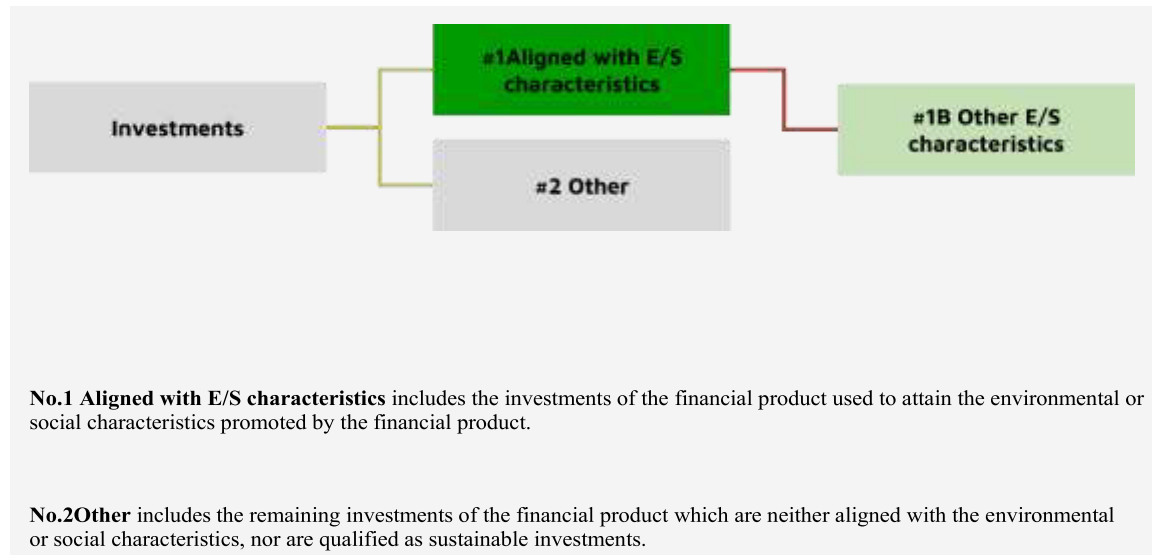 #1Aligned with E/S
characteristics
Investments
#1B Other E/S
characteristics
#2 Other
No.1 Aligned with E/S characteristics includes the investments of the financial product used to attain the environmental or
social characteristics promoted by the financial product.
No.2Other includes the remaining investments of the financial product which are neither aligned with the environmental
or social characteristics, nor are qualified as sustainable investments.